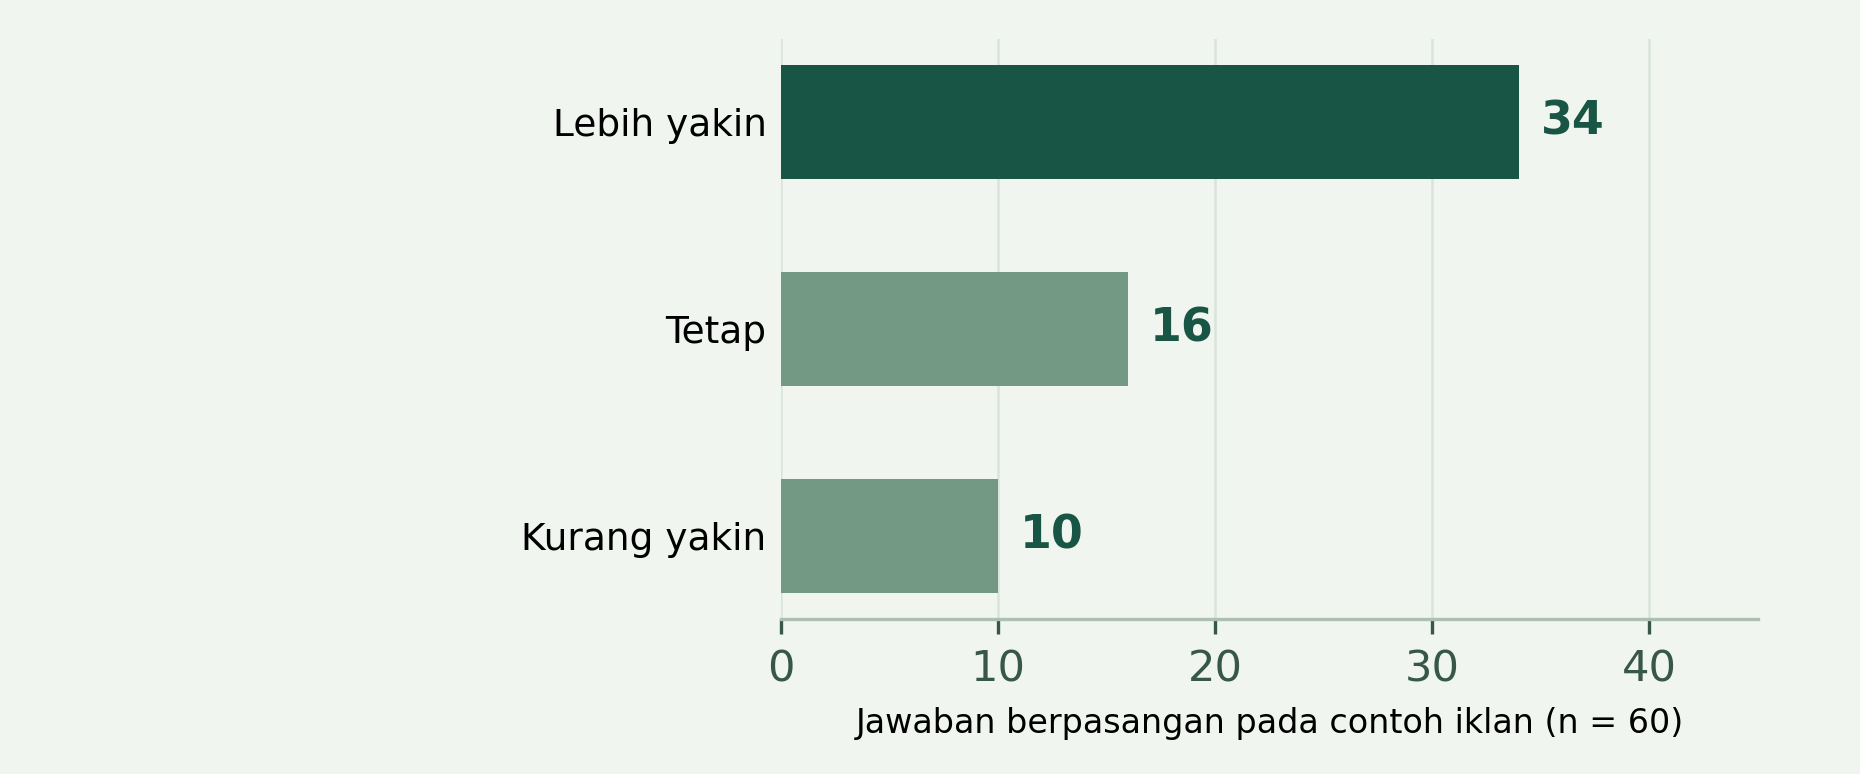 Lebih yakin 34
Tetap 16
Kurang yakin 10
0 10 20 30 40
Jawaban berpasangan pada contoh iklan (n = 60)